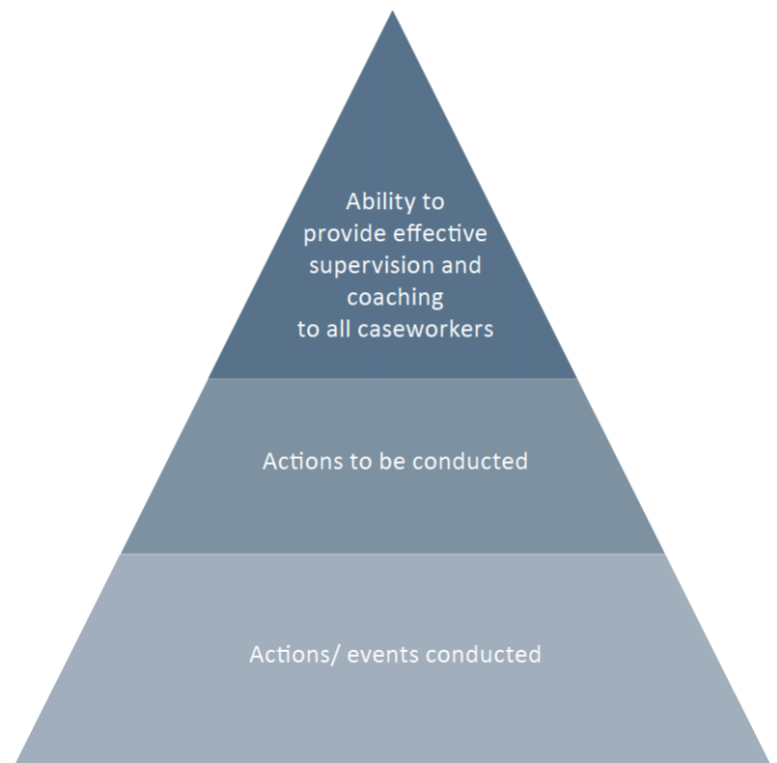 Ability to
provide effective
supervision and
coaching
to all caseworkers
Actions to be conducted
Actions/ events conducted